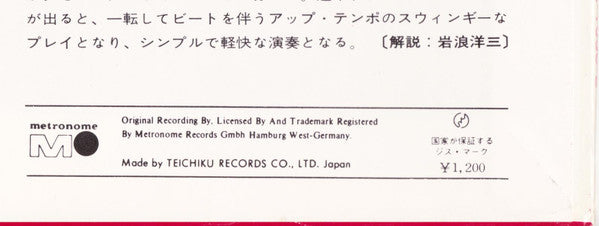 が出ると、一転してビートを伴うアップ・テンポのスウィンギーな
プレイとなり、シンプルで軽快な演奏となる。〔解説：岩浪洋三〕
metronome
Original Recording By, Licensed By And Trademark Registered
By Metronome Records Gmbh Hamburg West-Germany.
Made by TEICHIKU RECORDS CO., LTD. Japan
国家が保証する
ジス・マーク
￥1,200